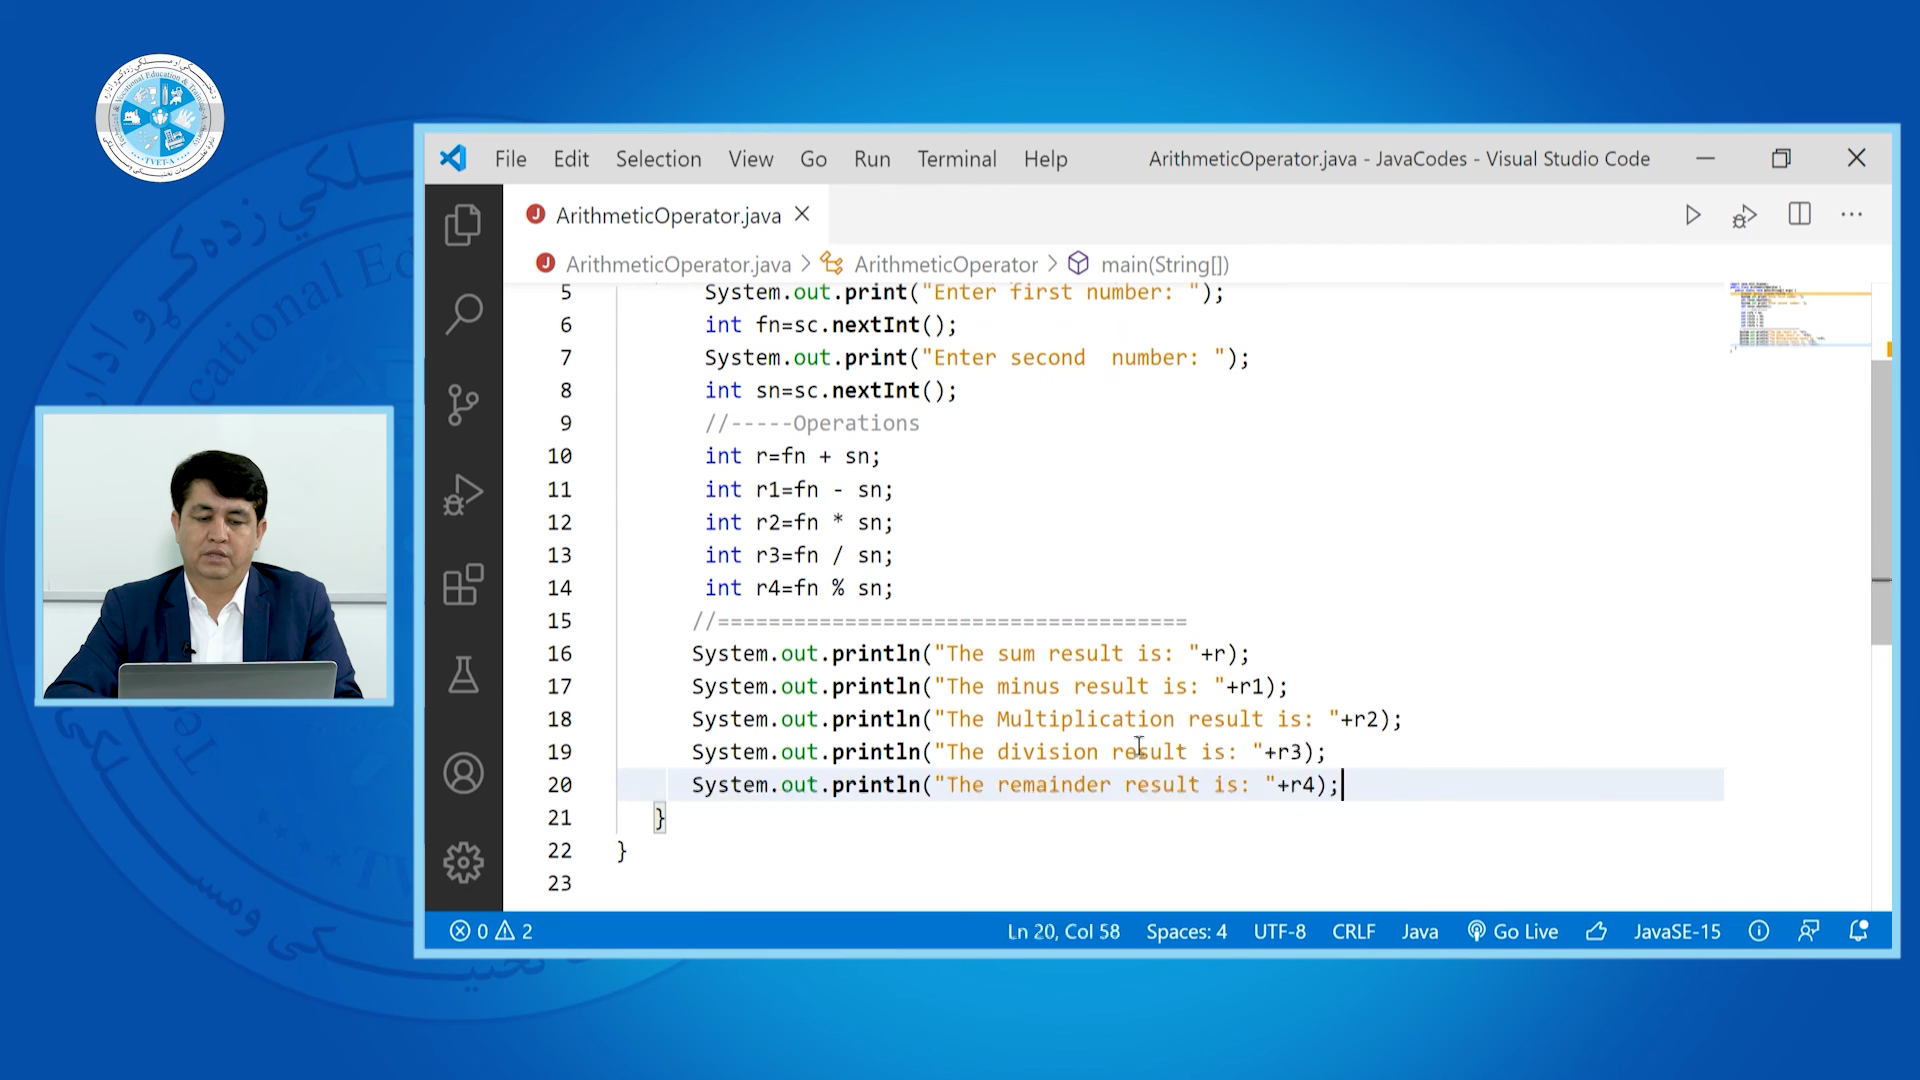 Technical & Vocational Education & Training
TVET-A
File Edit Selection View Go Run Terminal Help ArithmeticOperator.java - JavaCodes - Visual Studio Code
ArithmeticOperator.java
ArithmeticOperator.java > ArithmeticOperator > main(String[])
5 System.out.print("Enter first number: ");
6 int fn=sc.nextInt();
7 System.out.print("Enter second  number: ");
8 int sn=sc.nextInt();
9 //-----Operations
10 int r=fn + sn;
11 int r1=fn - sn;
12 int r2=fn * sn;
13 int r3=fn / sn;
14 int r4=fn % sn;
15 //=====================================
16 System.out.println("The sum result is: "+r);
17 System.out.println("The minus result is: "+r1);
18 System.out.println("The Multiplication result is: "+r2);
19 System.out.println("The division result is: "+r3);
20 System.out.println("The remainder result is: "+r4);
21 }
22 }
23
0 2 Ln 20, Col 58 Spaces: 4 UTF-8 CRLF Java Go Live JavaSE-15